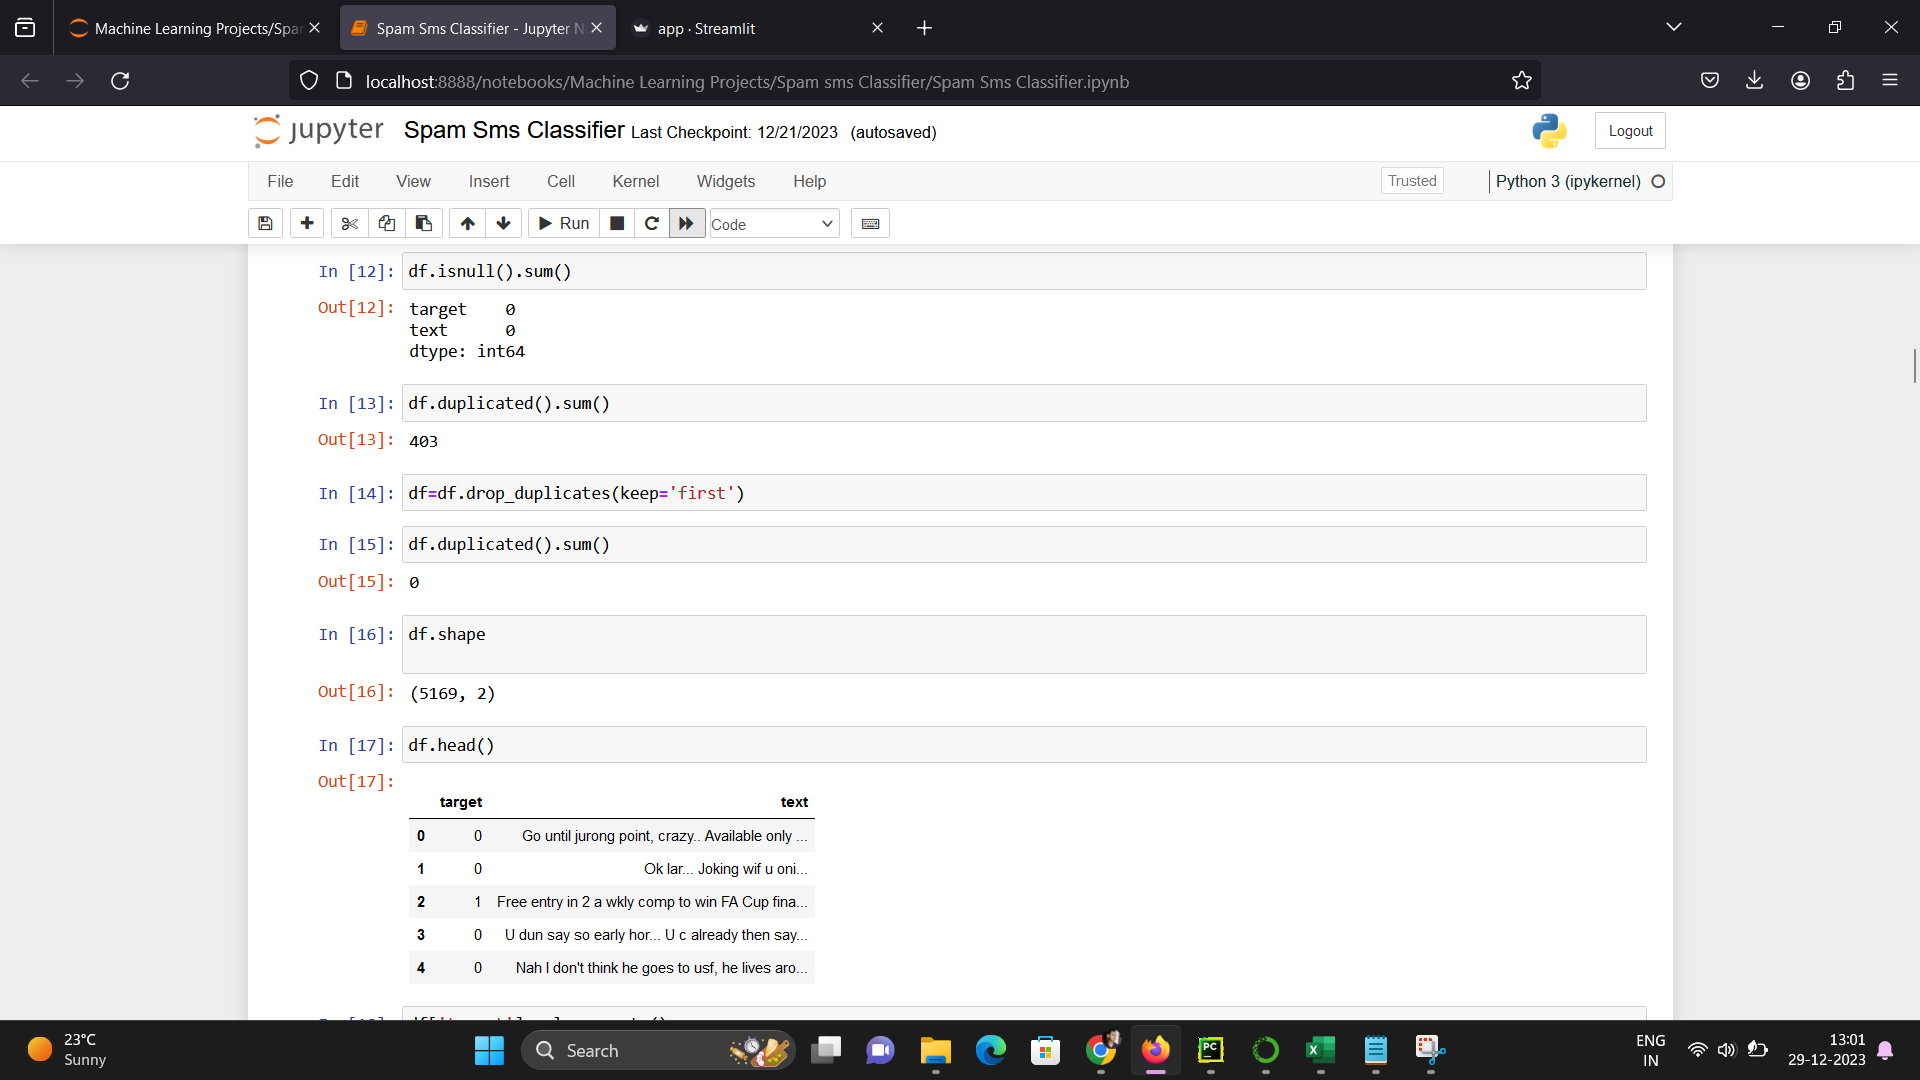 Machine Learning Projects/Spa
Spam Sms Classifier - Jupyter N
app · Streamlit
localhost:8888/notebooks/Machine Learning Projects/Spam sms Classifier/Spam Sms Classifier.ipynb
jupyter Spam Sms Classifier Last Checkpoint: 12/21/2023 (autosaved)
Logout
File Edit View Insert Cell Kernel Widgets Help
Trusted
Python 3 (ipykernel)
Run
Code
In [12]: df.isnull().sum()
Out[12]: target 0
text 0
dtype: int64
In [13]: df.duplicated().sum()
Out[13]: 403
In [14]: df=df.drop_duplicates(keep='first')
In [15]: df.duplicated().sum()
Out[15]: 0
In [16]: df.shape
Out[16]: (5169, 2)
In [17]: df.head()
Out[17]:
target text
0 0 Go until jurong point, crazy.. Available only ...
1 0 Ok lar... Joking wif u oni...
2 1 Free entry in 2 a wkly comp to win FA Cup fina...
3 0 U dun say so early hor... U c already then say...
4 0 Nah I don't think he goes to usf, he lives aro...
23°C
Sunny
Search
ENG
IN
13:01
29-12-2023